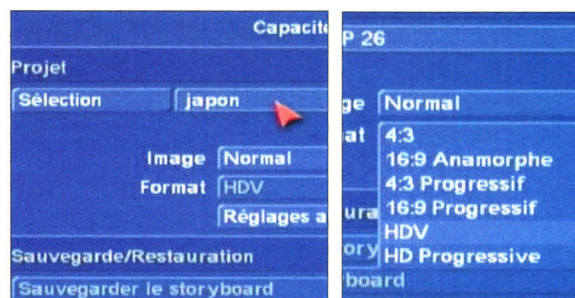 Capacité
Projet
Sélection japon
Image Normal
Format HDV
Réglages a
Sauvegarde/Restauration
Sauvegarder le storyboard
P 26
ge Normal
at 4:3
16:9 Anamorphe
4:3 Progressif
16:9 Progressif
ura HDV
ory HD Progressive
board